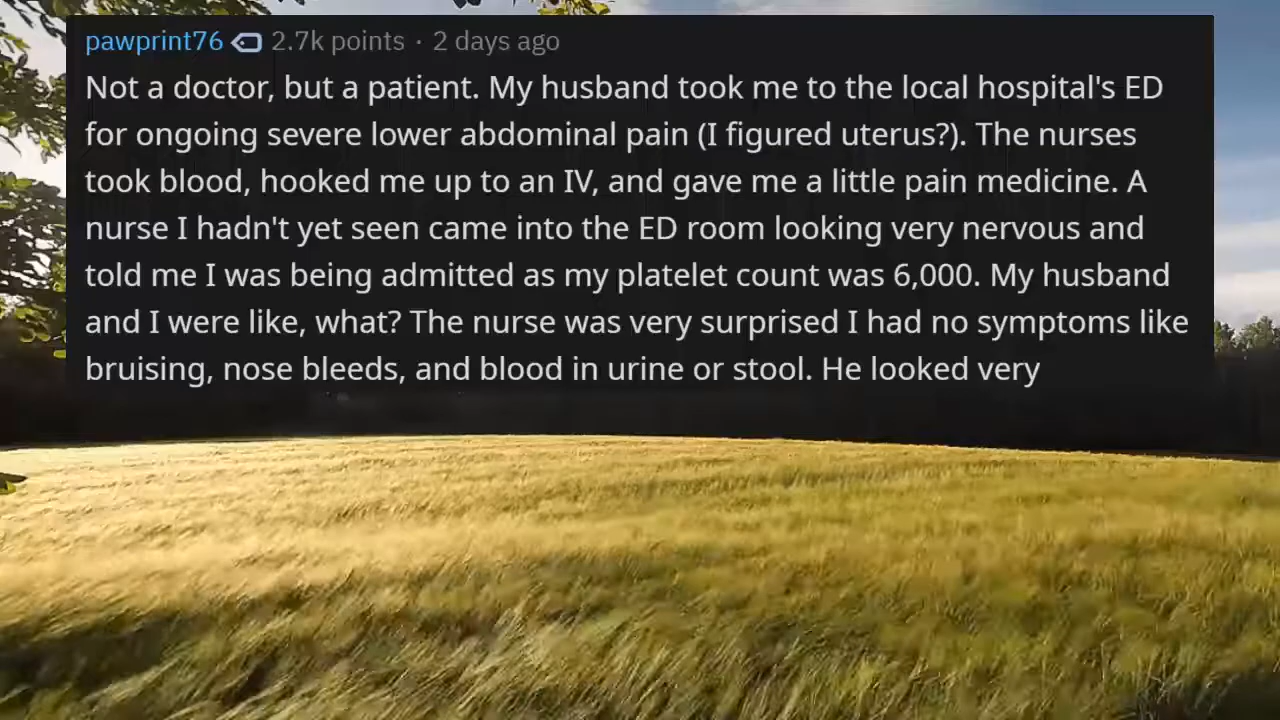 pawprint76 2.7k points · 2 days ago
Not a doctor, but a patient. My husband took me to the local hospital's ED
for ongoing severe lower abdominal pain (I figured uterus?). The nurses
took blood, hooked me up to an IV, and gave me a little pain medicine. A
nurse I hadn't yet seen came into the ED room looking very nervous and
told me I was being admitted as my platelet count was 6,000. My husband
and I were like, what? The nurse was very surprised I had no symptoms like
bruising, nose bleeds, and blood in urine or stool. He looked very